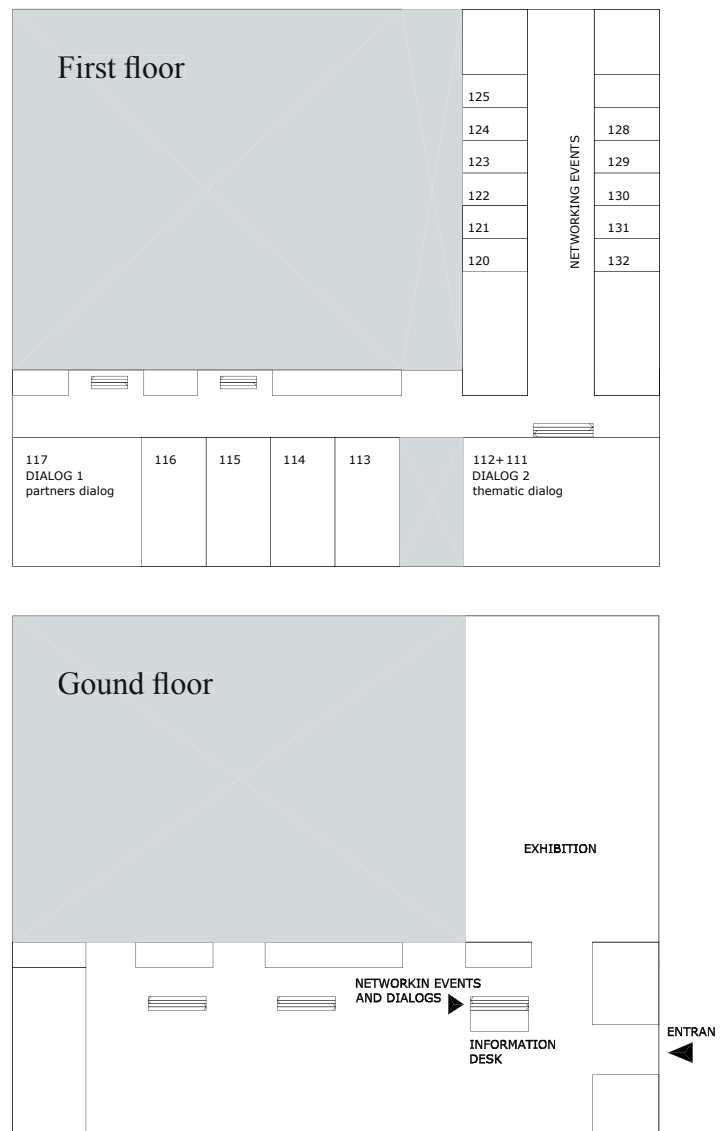 First floor
125
124
128
123
129
122
130
121
131
120
132
NETWORKING EVENTS
117
DIALOG 1
partners dialog
116
115
114
113
112+111
DIALOG 2
thematic dialog
Gound floor
EXHIBITION
NETWORKIN EVENTS
AND DIALOGS
INFORMATION
DESK
ENTRAN